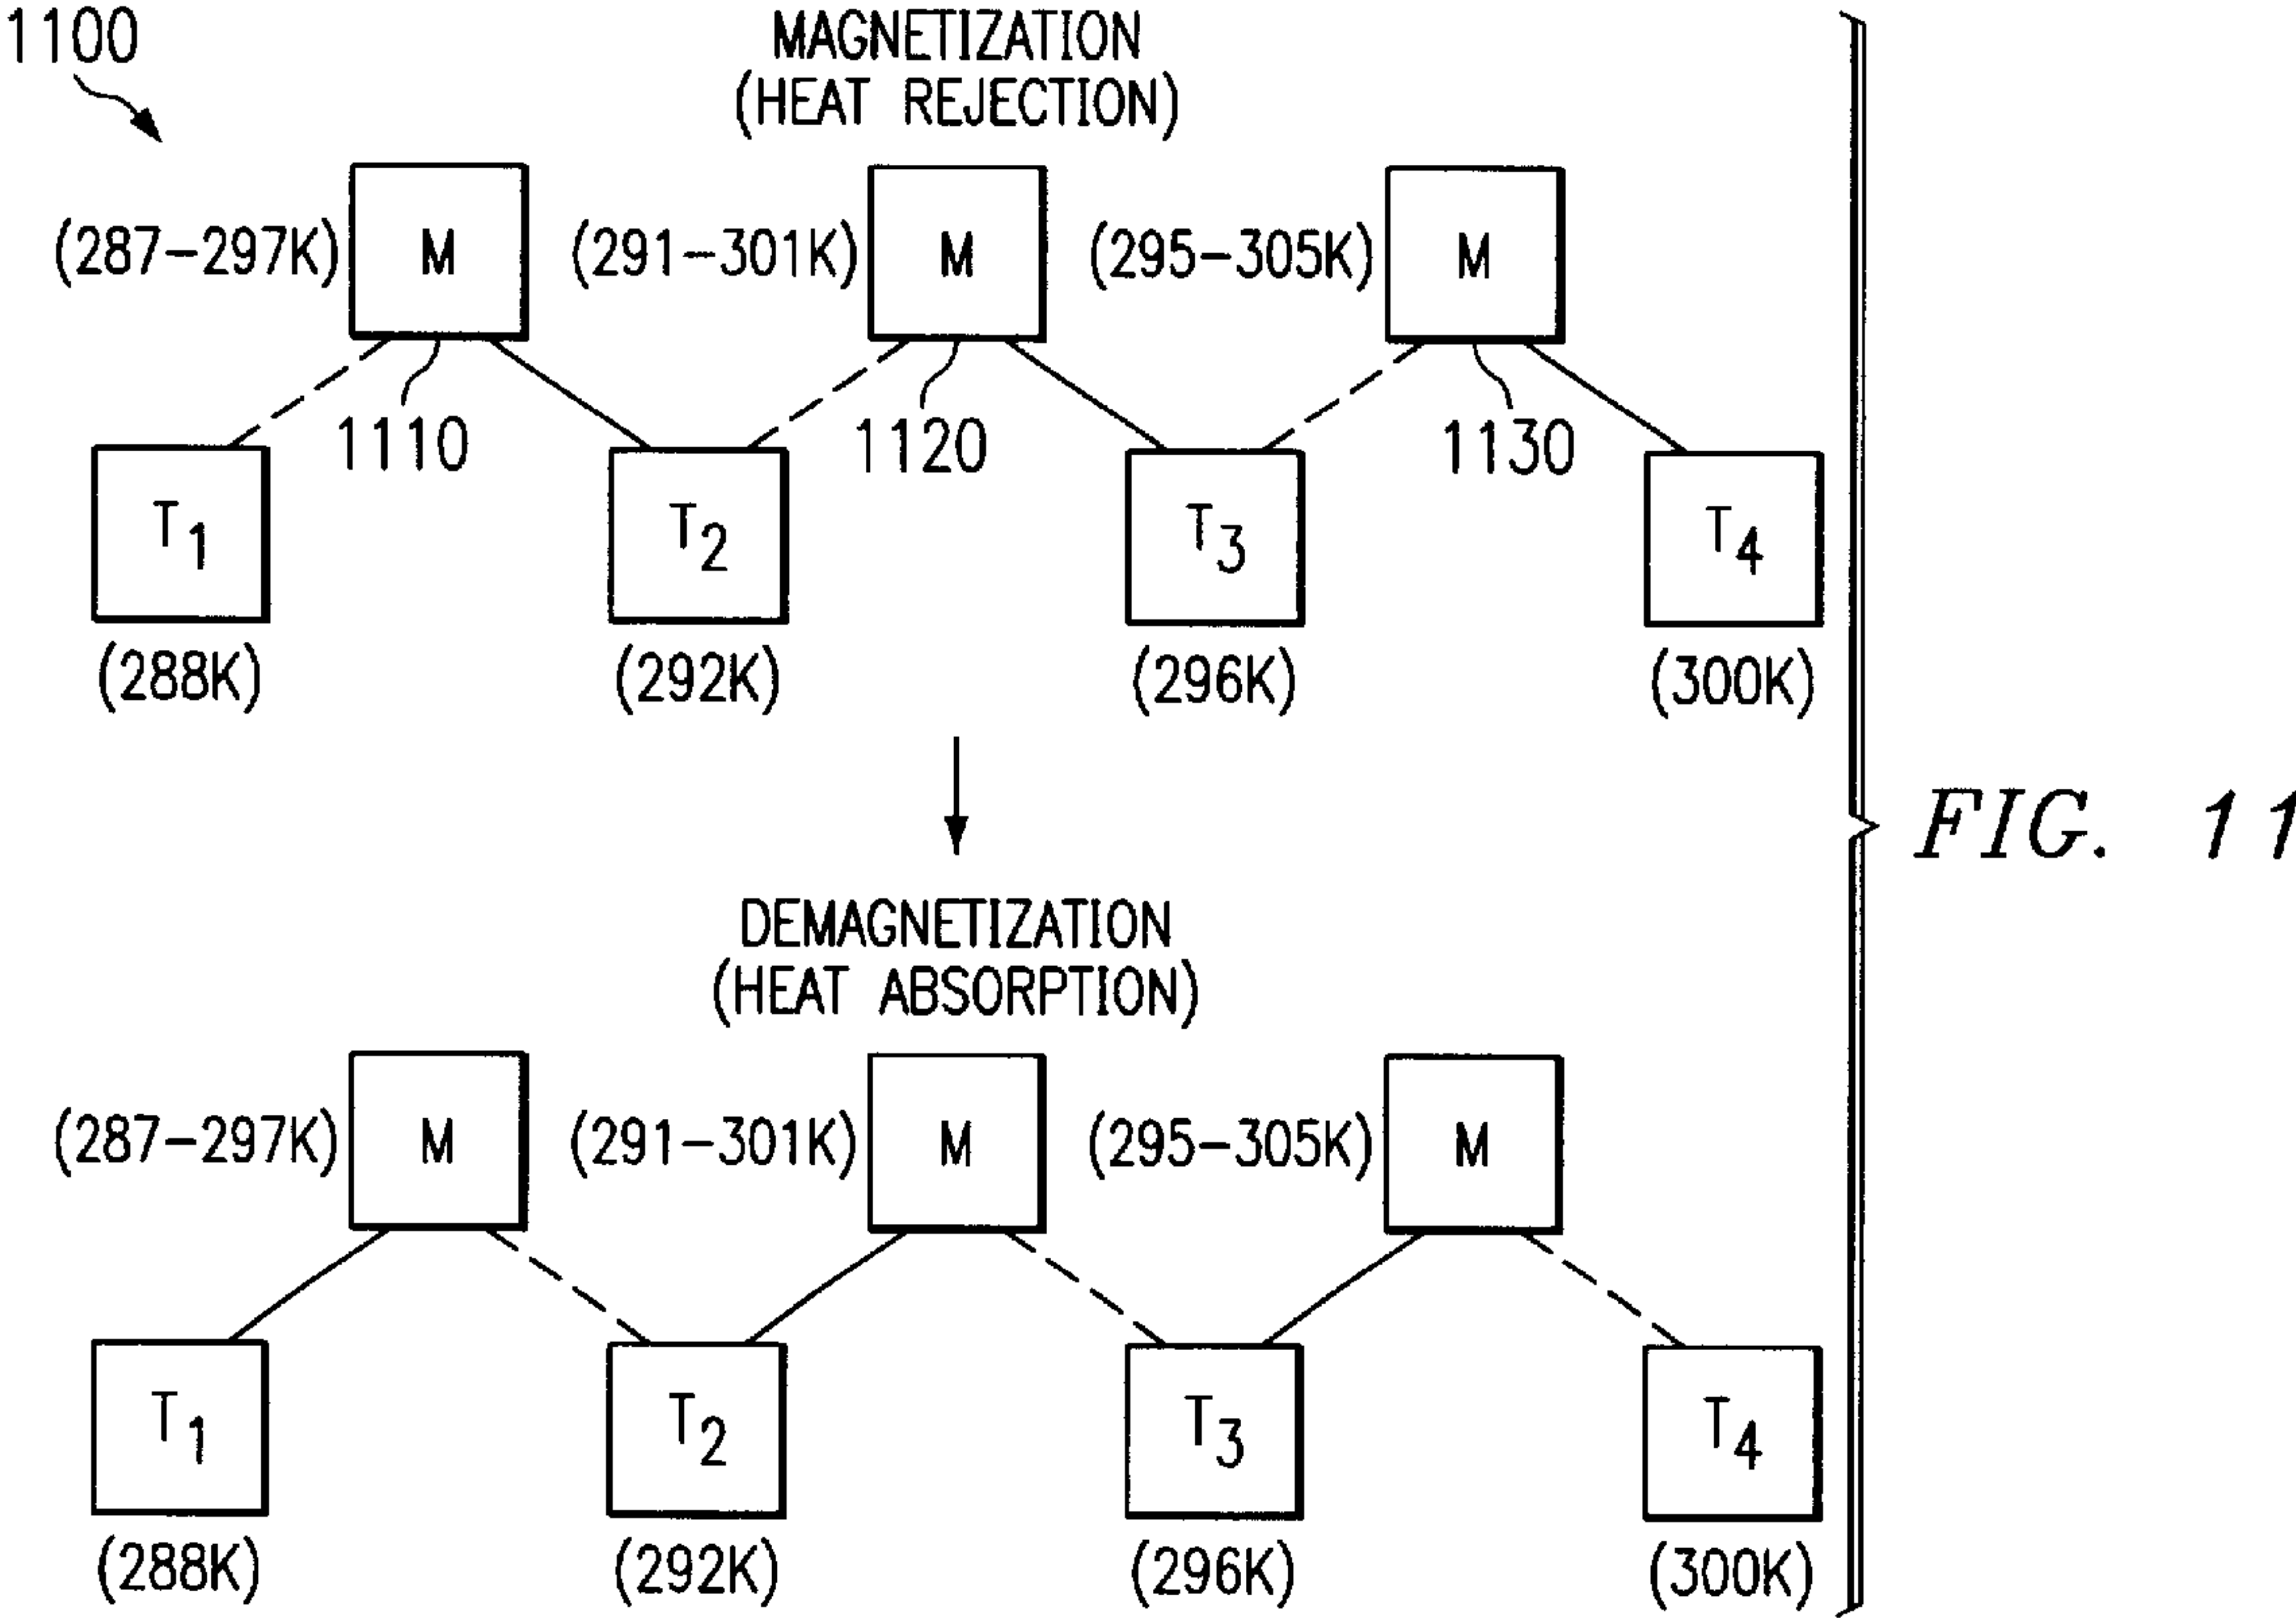 1100
MAGNETIZATION
(HEAT REJECTION)
(287-297K) M (291-301K) M (295-305K) M
1110 1120 1130
T1 T2 T3 T4
(288K) (292K) (296K) (300K)
FIG. 11
DEMAGNETIZATION
(HEAT ABSORPTION)
(287-297K) M (291-301K) M (295-305K) M
T1 T2 T3 T4
(288K) (292K) (296K) (300K)